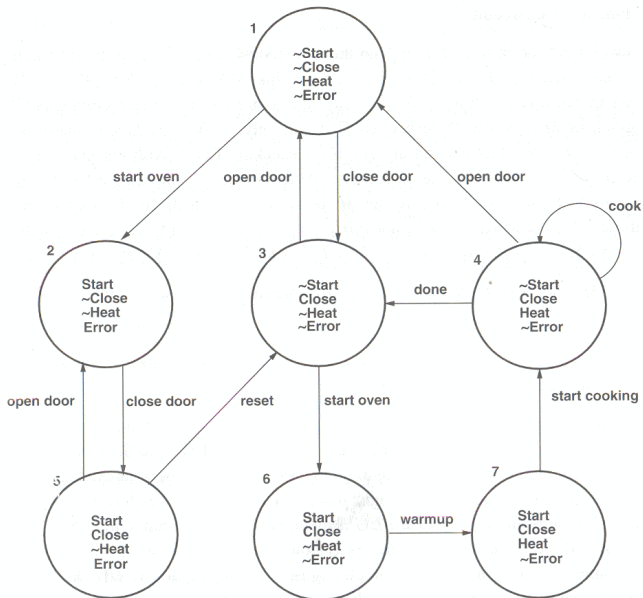 1
~Start
~Close
~Heat
~Error
start oven
open door
close door
open door
cook
2
Start
~Close
~Heat
Error
3
~Start
Close
~Heat
~Error
done
4
~Start
Close
Heat
~Error
open door
close door
reset
start oven
start cooking
5
Start
Close
~Heat
Error
6
Start
Close
~Heat
~Error
warmup
7
Start
Close
Heat
~Error